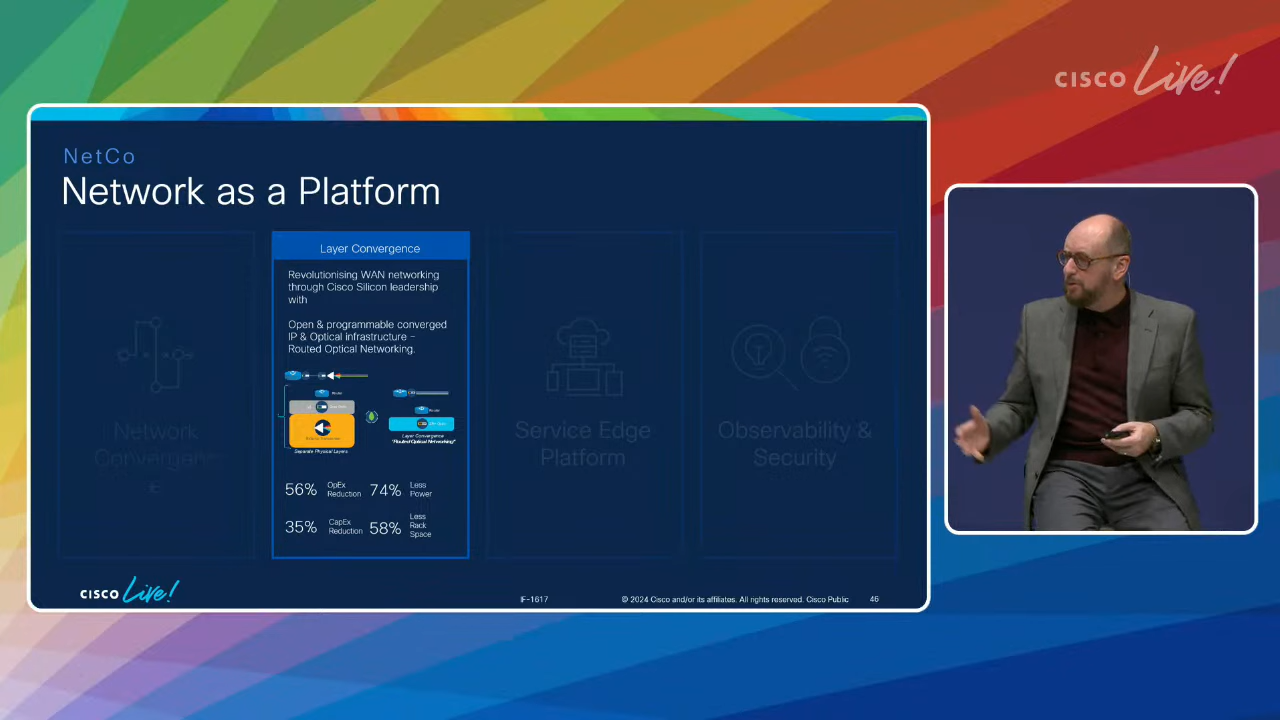 CISCO Live!
NetCo
Network as a Platform
Network
Convergence
Layer Convergence
Revolutionising WAN networking
through Cisco Silicon leadership
with
Open & programmable converged
IP & Optical infrastructure –
Routed Optical Networking.
Router
Router
Separate Physical Layers
Layer Convergence
"Routed Optical Networking"
56% OpEx
Reduction
74% Less
Power
35% CapEx
Reduction
58% Less
Rack
Space
Service Edge
Platform
Observability &
Security
CISCO Live!
IF-1617
© 2024 Cisco and/or its affiliates. All rights reserved. Cisco Public
46